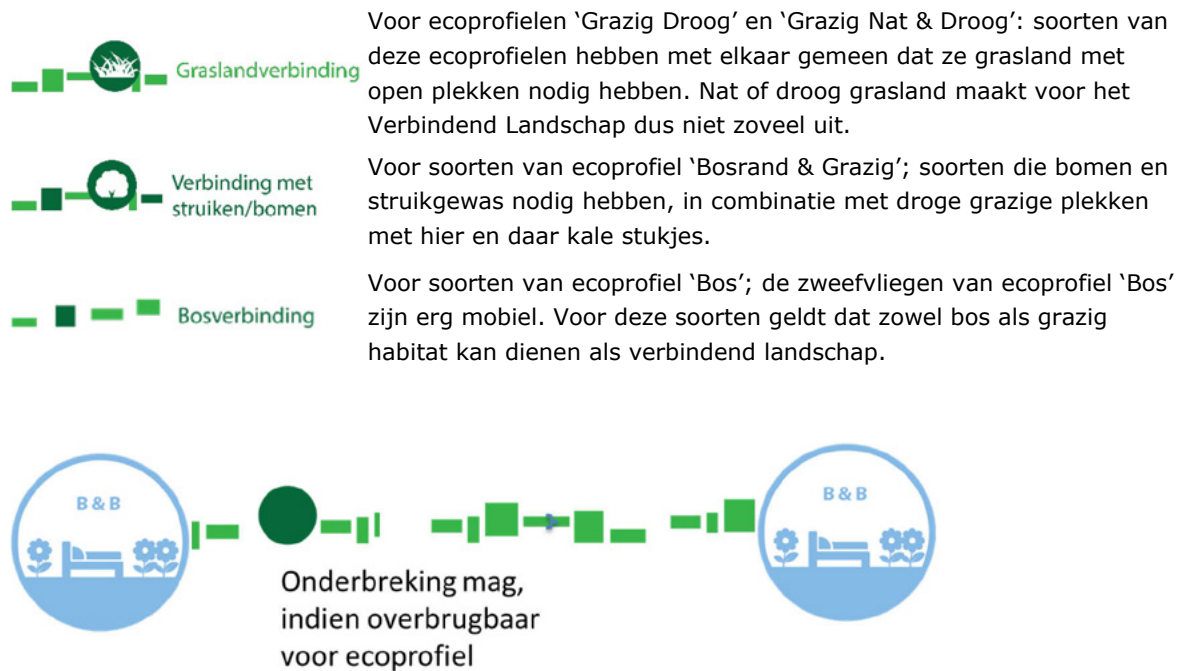 Graslandverbinding
Voor ecoprofielen ‘Grazig Droog’ en ‘Grazig Nat & Droog’: soorten van
deze ecoprofielen hebben met elkaar gemeen dat ze grasland met
open plekken nodig hebben. Nat of droog grasland maakt voor het
Verbindend Landschap dus niet zoveel uit.
Verbinding met
struiken/bomen
Voor soorten van ecoprofiel ‘Bosrand & Grazig’; soorten die bomen en
struikgewas nodig hebben, in combinatie met droge grazige plekken
met hier en daar kale stukjes.
Bosverbinding
Voor soorten van ecoprofiel ‘Bos’; de zweefvliegen van ecoprofiel ‘Bos’
zijn erg mobiel. Voor deze soorten geldt dat zowel bos als grazig
habitat kan dienen als verbindend landschap.
B & B
B & B
Onderbreking mag,
indien overbrugbaar
voor ecoprofiel